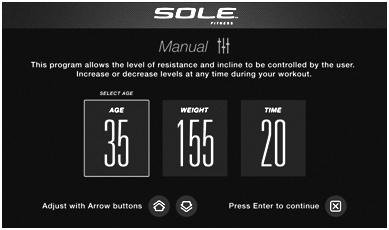 SOLE
FITNESS
Manual
This program allows the level of resistance and incline to be controlled by the user.
Increase or decrease levels at any time during your workout.
SELECT AGE
AGE WEIGHT TIME
35 155 20
Adjust with Arrow buttons Press Enter to continue